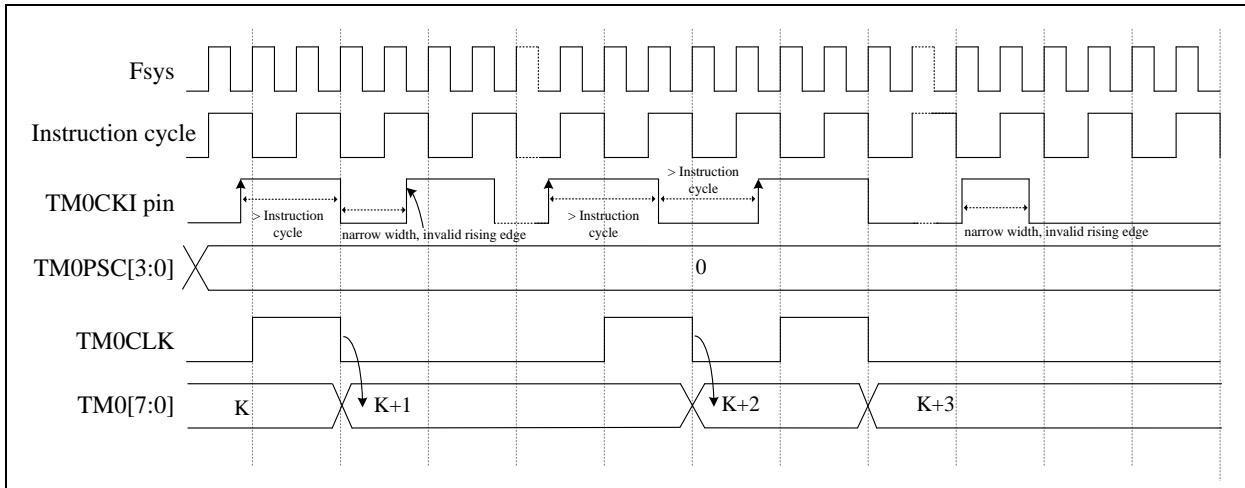 Fsys
Instruction cycle
TM0CKI pin
> Instruction
cycle
narrow width, invalid rising edge
> Instruction
cycle
> Instruction
cycle
narrow width, invalid rising edge
TM0PSC[3:0]
0
TM0CLK
TM0[7:0]
K
K+1
K+2
K+3